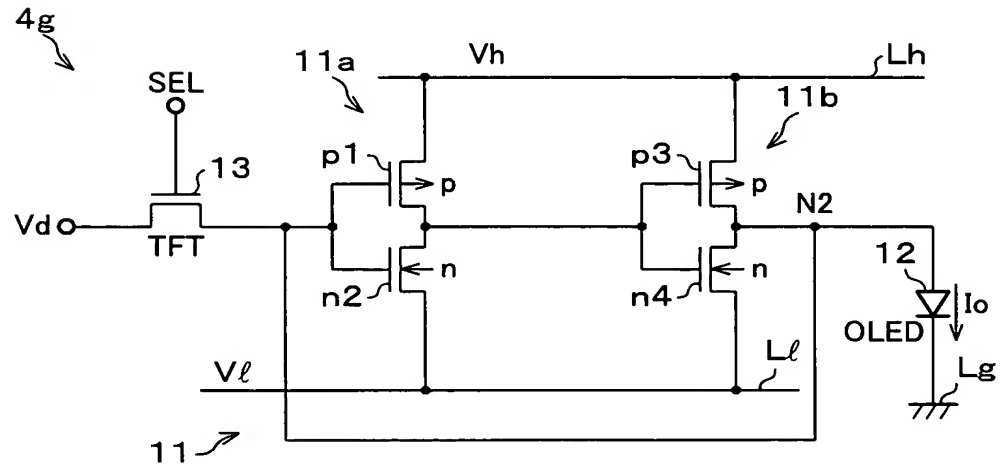 4g
SEL
Vh
Lh
11a
11b
13
p1
p
p3
p
N2
Vd
TFT
n2
n
n4
n
12
Io
OLED
Vℓ
Lℓ
Lg
11